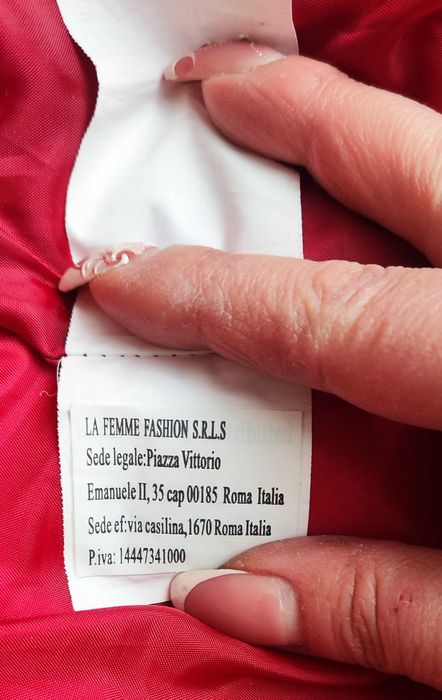 LA FEMME FASHION S.R.L.S
Sede legale:Piazza Vittorio
Emanuele II, 35 cap 00185 Roma Italia
Sede ef:via casilina,1670 Roma Italia
P.iva: 14447341000